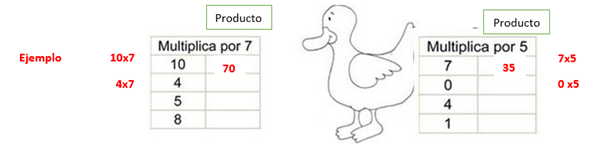 Producto
Ejemplo
10x7
4x7
Multiplica por 7
10 70
4
5
8
Producto
Multiplica por 5
7 35
0
4
1
7x5
0 x5